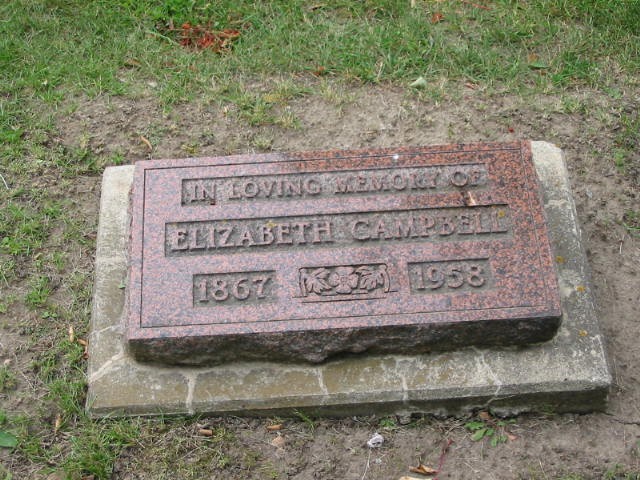 IN LOVING MEMORY OF
ELIZABETH CAMPBELL
1867 1958